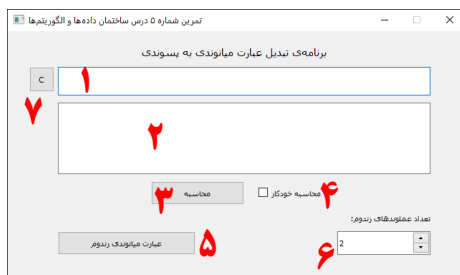 تمرین شماره ۵ درس ساختمان داده‌ها و الگوریتم‌ها
برنامه‌ی تبدیل عبارت میانوندی به پسوندی
C
۱
۷
۲
محاسبه
۳
محاسبه خودکار
۴
تعداد عملوندهای رندوم:
عبارت میانوندی رندوم
۵
2
۶